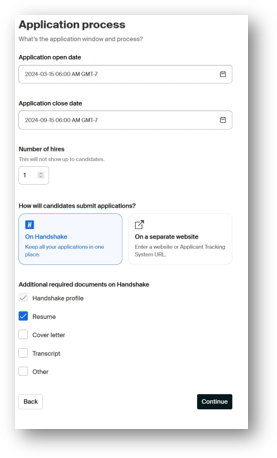 Application process
What's the application window and process?
Application open date
2024-03-15 06:00 AM GMT-7
Application close date
2024-09-15 06:00 AM GMT-7
Number of hires
This will not show up to candidates.
1
How will candidates submit applications?
On Handshake
Keep all your applications in one
place.
On a separate website
Enter a website or Applicant Tracking
System URL.
Additional required documents on Handshake
Handshake profile
Resume
Cover letter
Transcript
Other
Back
Continue